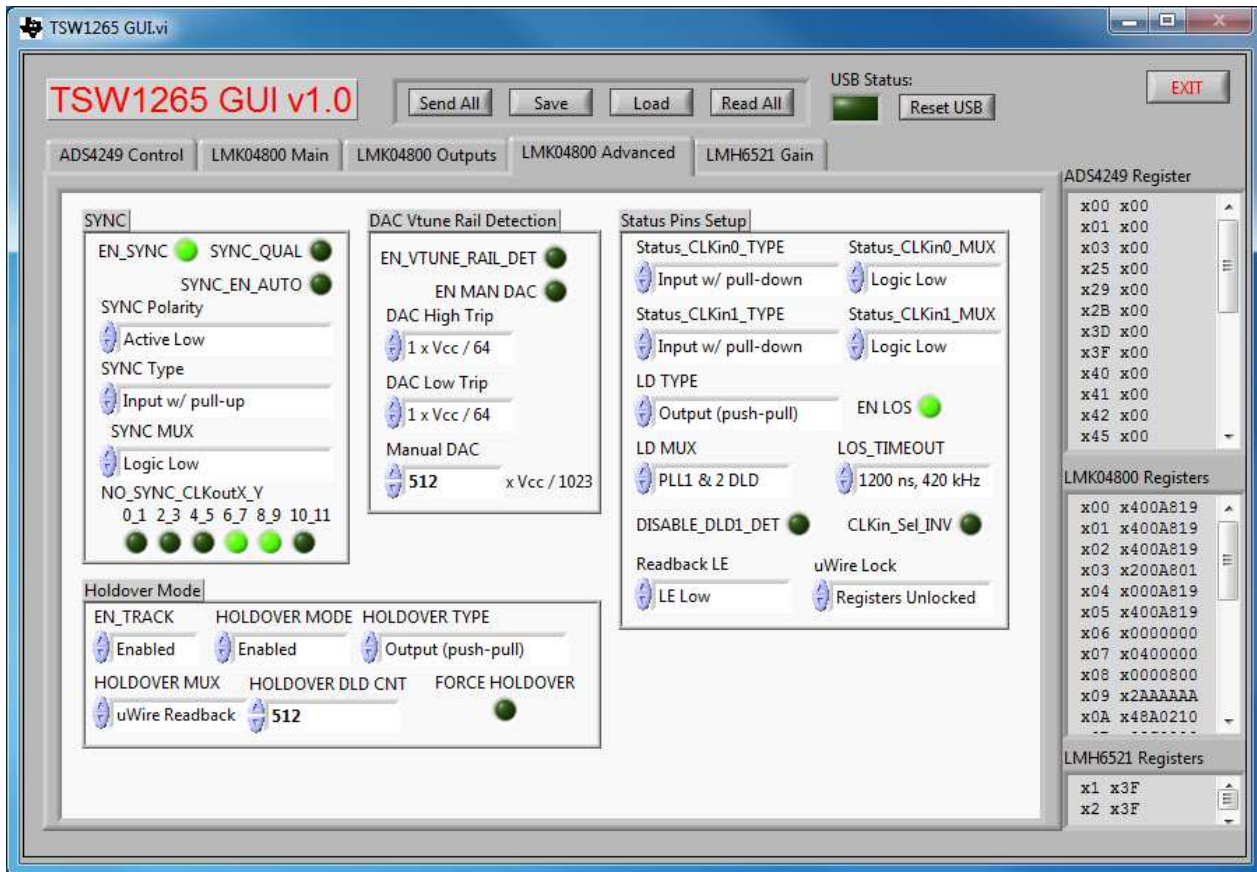 TSW1265 GUI.vi
TSW1265 GUI v1.0
Send All Save Load Read All
USB Status:
Reset USB
EXIT
ADS4249 Control LMK04800 Main LMK04800 Outputs LMK04800 Advanced LMH6521 Gain
SYNC
EN_SYNC SYNC_QUAL
SYNC_EN_AUTO
SYNC Polarity
Active Low
SYNC Type
Input w/ pull-up
SYNC MUX
Logic Low
NO_SYNC_CLKoutX_Y
0_1 2_3 4_5 6_7 8_9 10_11
DAC Vtune Rail Detection
EN_VTUNE_RAIL_DET
EN MAN DAC
DAC High Trip
1 x Vcc / 64
DAC Low Trip
1 x Vcc / 64
Manual DAC
512 x Vcc / 1023
Status Pins Setup
Status_CLKin0_TYPE Status_CLKin0_MUX
Input w/ pull-down Logic Low
Status_CLKin1_TYPE Status_CLKin1_MUX
Input w/ pull-down Logic Low
LD TYPE
Output (push-pull) EN LOS
LD MUX LOS_TIMEOUT
PLL1 & 2 DLD 1200 ns, 420 kHz
DISABLE_DLD1_DET CLKin_Sel_INV
Readback LE uWire Lock
LE Low Registers Unlocked
Holdover Mode
EN_TRACK HOLDOVER MODE HOLDOVER TYPE
Enabled Enabled Output (push-pull)
HOLDOVER MUX HOLDOVER DLD CNT FORCE HOLDOVER
uWire Readback 512
ADS4249 Register
x00 x00
x01 x00
x03 x00
x25 x00
x29 x00
x2B x00
x3D x00
x3F x00
x40 x00
x41 x00
x42 x00
x45 x00
LMK04800 Registers
x00 x400A819
x01 x400A819
x02 x400A819
x03 x200A801
x04 x000A819
x05 x400A819
x06 x0000000
x07 x0400000
x08 x0000800
x09 x2AAAAAA
x0A x48A0210
LMH6521 Registers
x1 x3F
x2 x3F